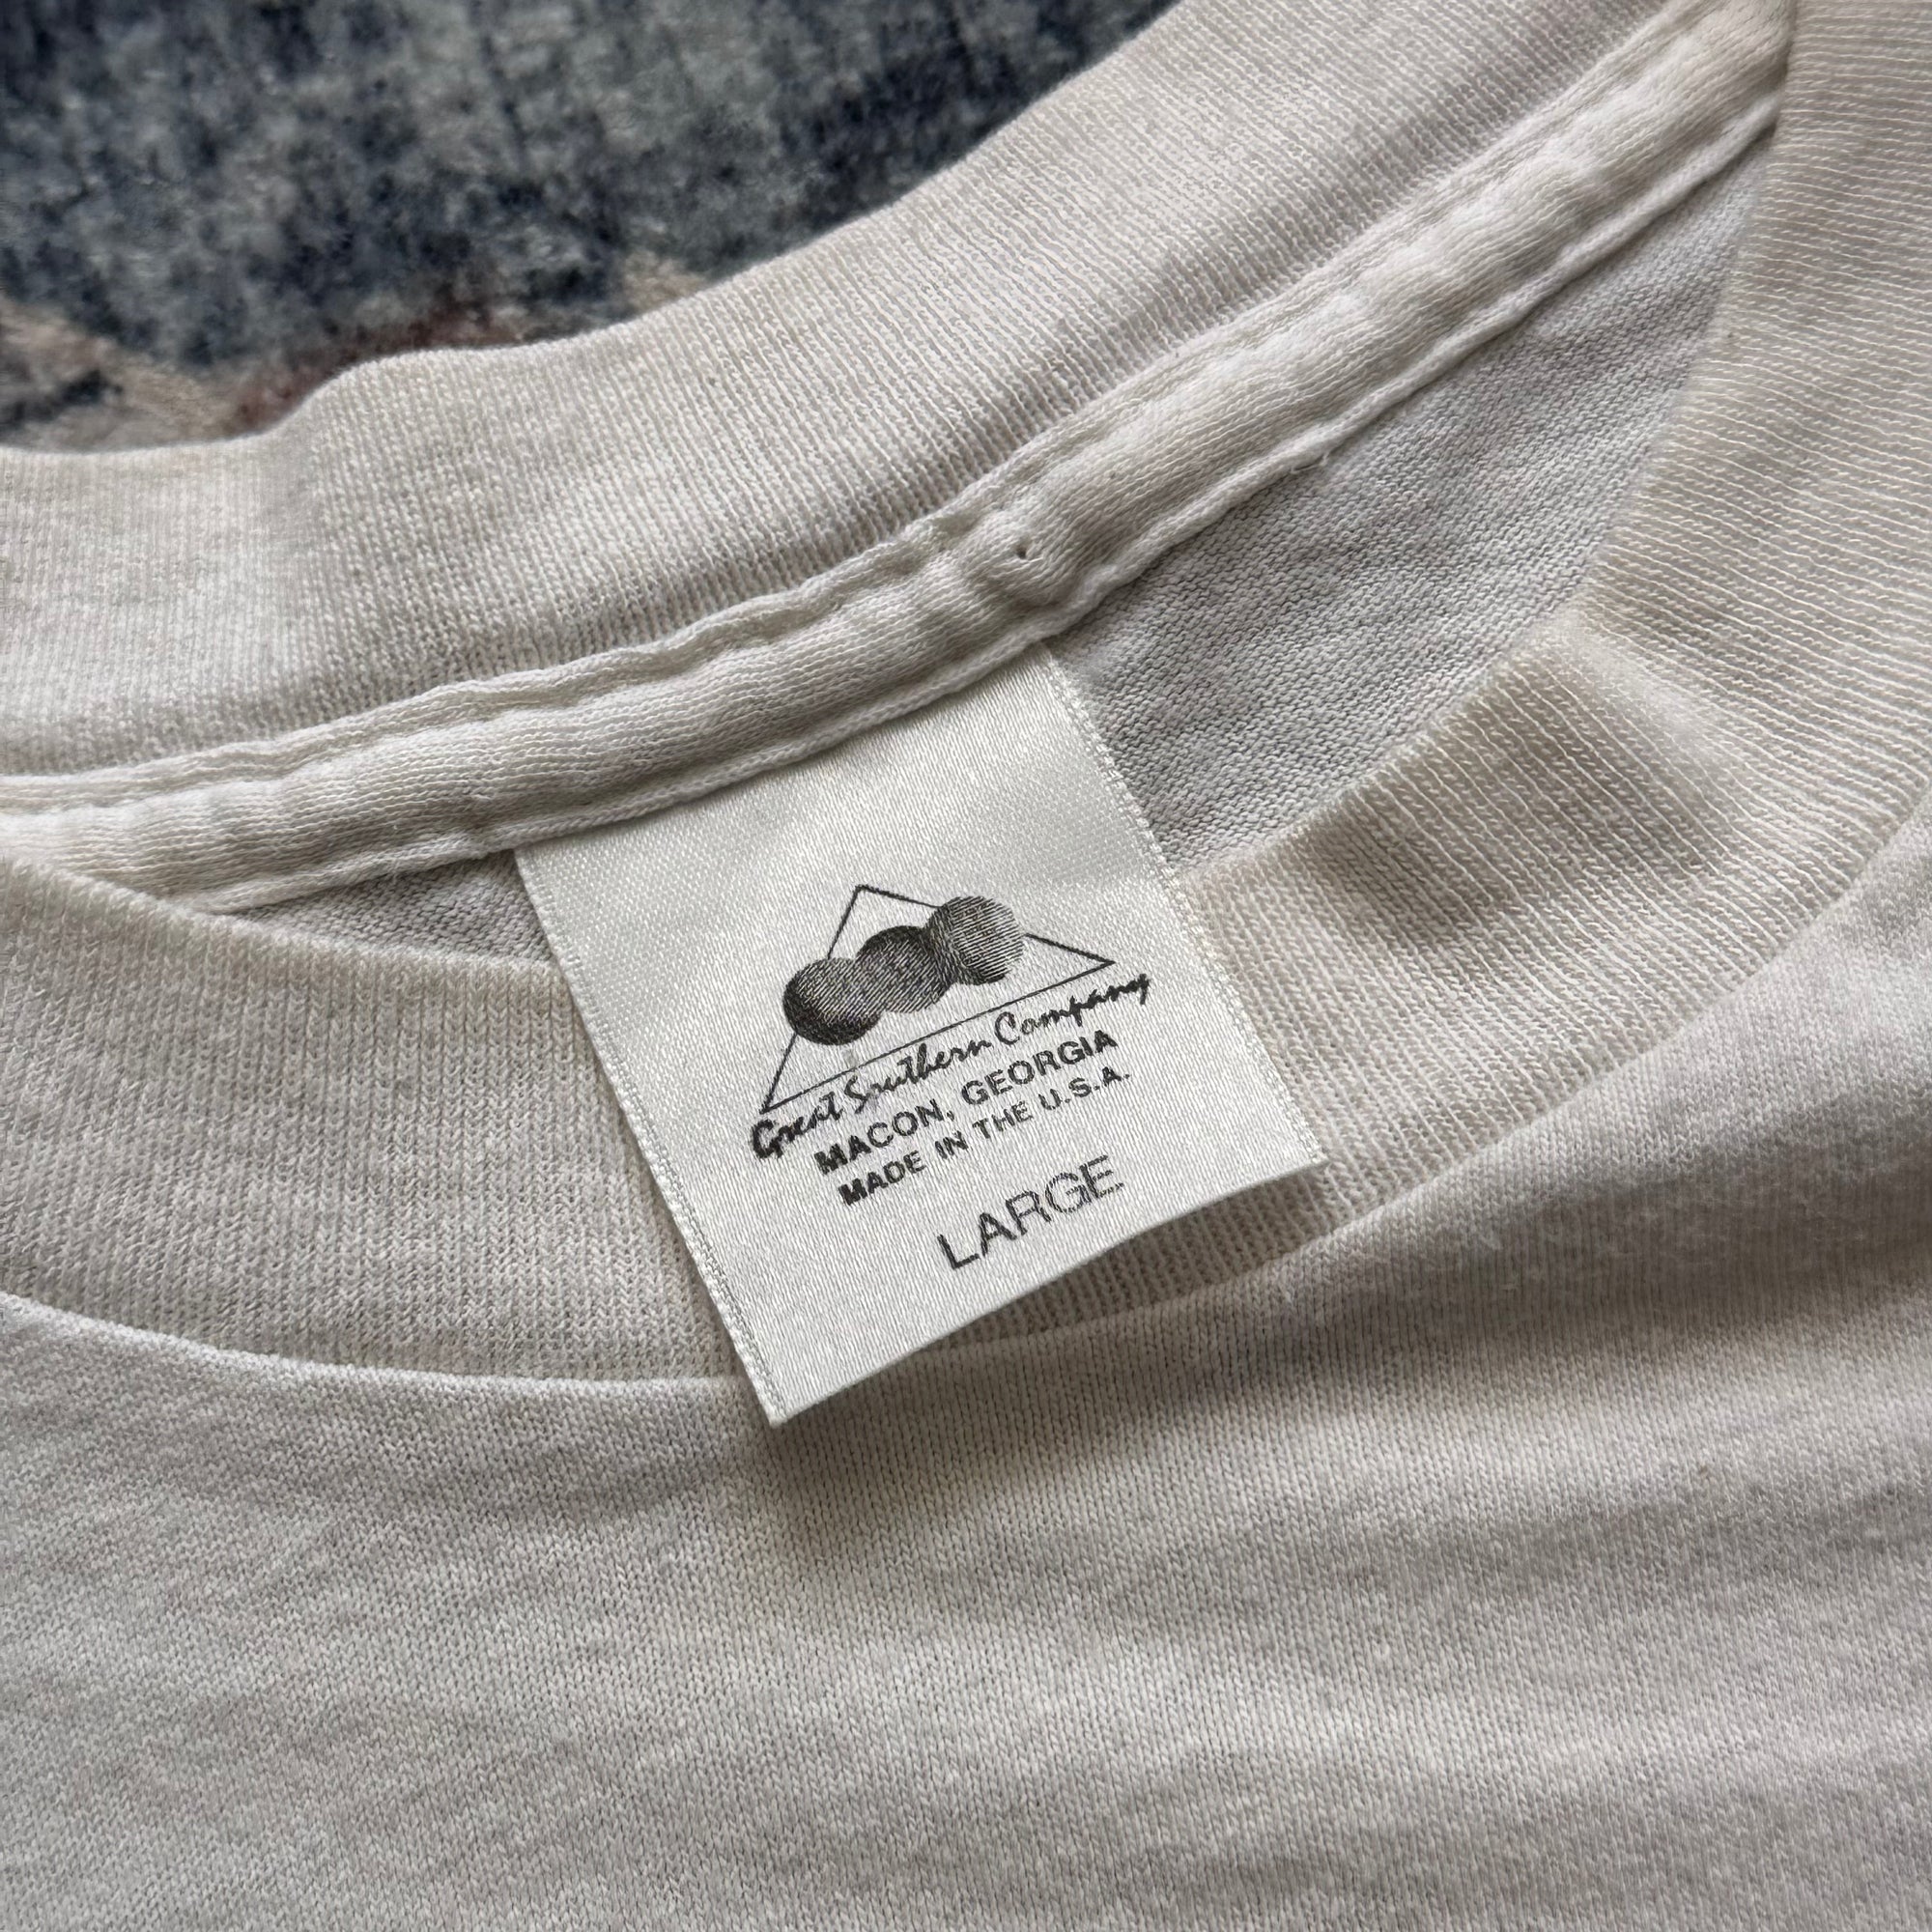 Great Southern Company
MACON, GEORGIA
MADE IN THE U.S.A.
LARGE